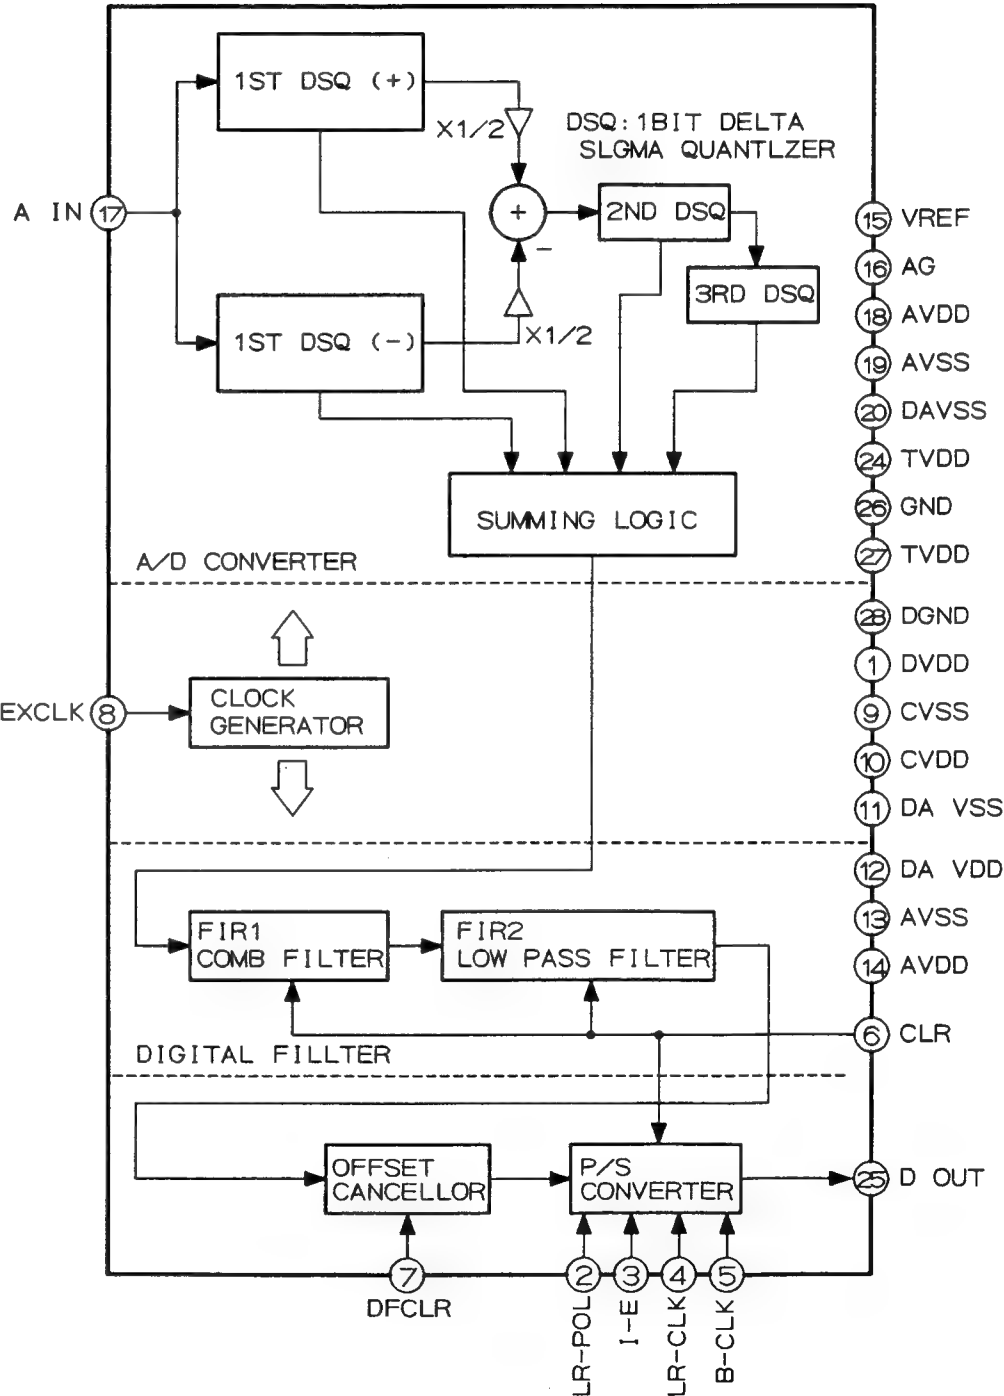 1ST DSQ (+)
X1/2
DSQ:1BIT DELTA
SLGMA QUANTLZER
A IN 17
+
−
2ND DSQ
3RD DSQ
1ST DSQ (−)
X1/2
SUMMING LOGIC
A/D CONVERTER
15 VREF
16 AG
18 AVDD
19 AVSS
20 DAVSS
24 TVDD
26 GND
27 TVDD
28 DGND
1 DVDD
9 CVSS
10 CVDD
11 DA VSS
12 DA VDD
13 AVSS
14 AVDD
6 CLR
25 D OUT
EXCLK 8
CLOCK
GENERATOR
FIR1
COMB FILTER
FIR2
LOW PASS FILTER
DIGITAL FILLTER
OFFSET
CANCELLOR
P/S
CONVERTER
7
DFCLR
2
LR-POL
3
I-E
4
LR-CLK
5
B-CLK